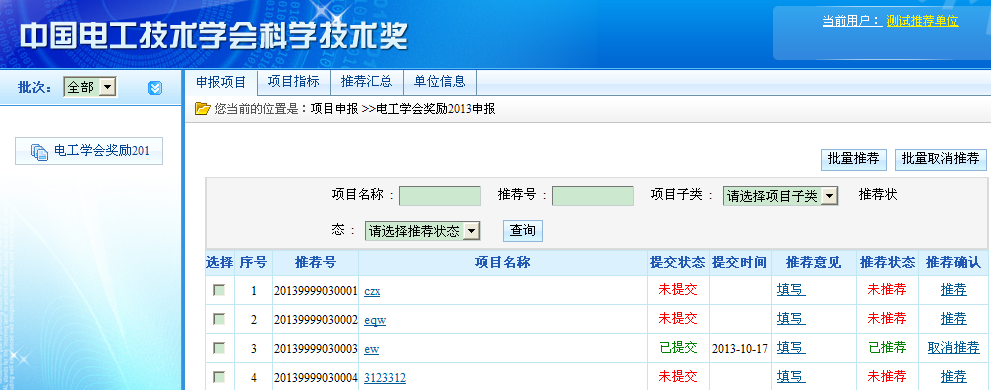 中国电工技术学会科学技术奖
当前用户： 测试推荐单位
批次： 全部
申报项目 项目指标 推荐汇总 单位信息
您当前的位置是：项目申报 >>电工学会奖励2013申报
电工学会奖励201
批量推荐 批量取消推荐
项目名称： 推荐号： 项目子类： 请选择项目子类 推荐状
态： 请选择推荐状态 查询
选择 序号 推荐号 项目名称 提交状态 提交时间 推荐意见 推荐状态 推荐确认
1 20139999030001 czx 未提交 填写 未推荐 推荐
2 20139999030002 eqw 未提交 填写 未推荐 推荐
3 20139999030003 ew 已提交 2013-10-17 填写 已推荐 取消推荐
4 20139999030004 3123312 未提交 填写 未推荐 推荐